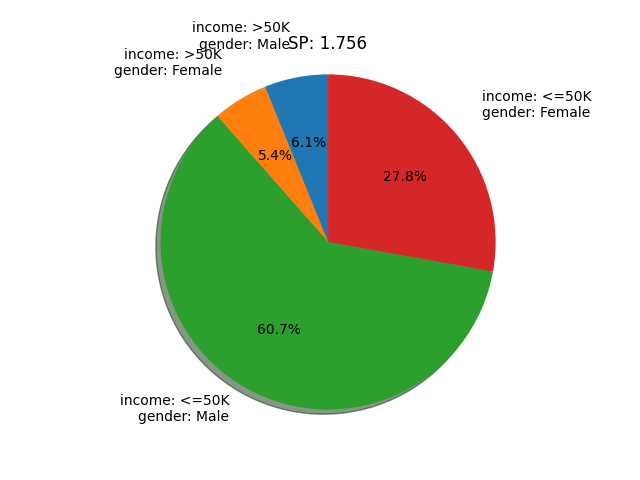 income: >50K
gender: Male
SP: 1.756
income: >50K
gender: Female
income: <=50K
gender: Female
6.1%
5.4%
27.8%
60.7%
income: <=50K
gender: Male